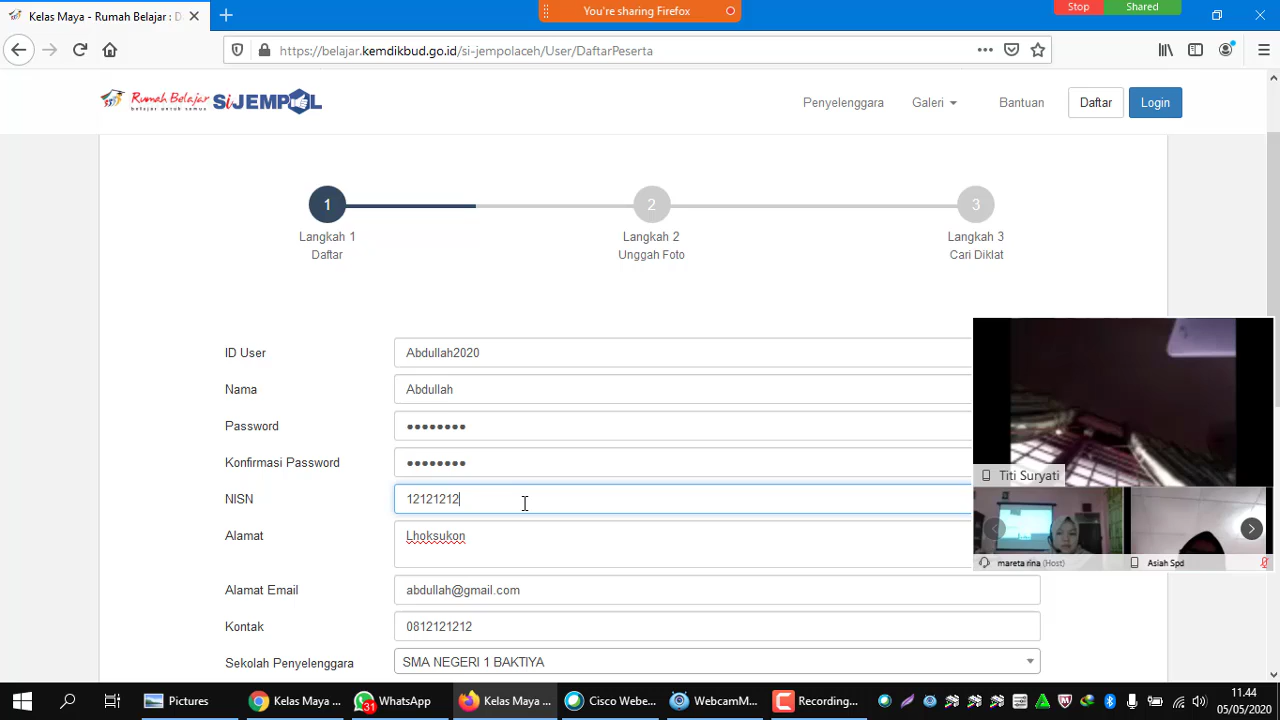 Kelas Maya - Rumah Belajar : D
You're sharing Firefox
Stop
Shared
https://belajar.kemdikbud.go.id/si-jempolaceh/User/DaftarPeserta
Rumah Belajar
belajar untuk semua
SiJEMPOL
Penyelenggara
Galeri
Bantuan
Daftar
Login
1
2
3
Langkah 1
Langkah 2
Langkah 3
Daftar
Unggah Foto
Cari Diklat
ID User
Abdullah2020
Nama
Abdullah
Password
••••••••
Konfirmasi Password
••••••••
NISN
12121212
Alamat
Lhoksukon
Alamat Email
abdullah@gmail.com
Kontak
0812121212
Sekolah Penyelenggara
SMA NEGERI 1 BAKTIYA
Titi Suryati
mareta rina (Host)
Asiah Spd
Pictures
Kelas Maya ...
31
WhatsApp
Kelas Maya ...
Cisco Webe...
WebcamM...
Recording...
11.44
05/05/2020